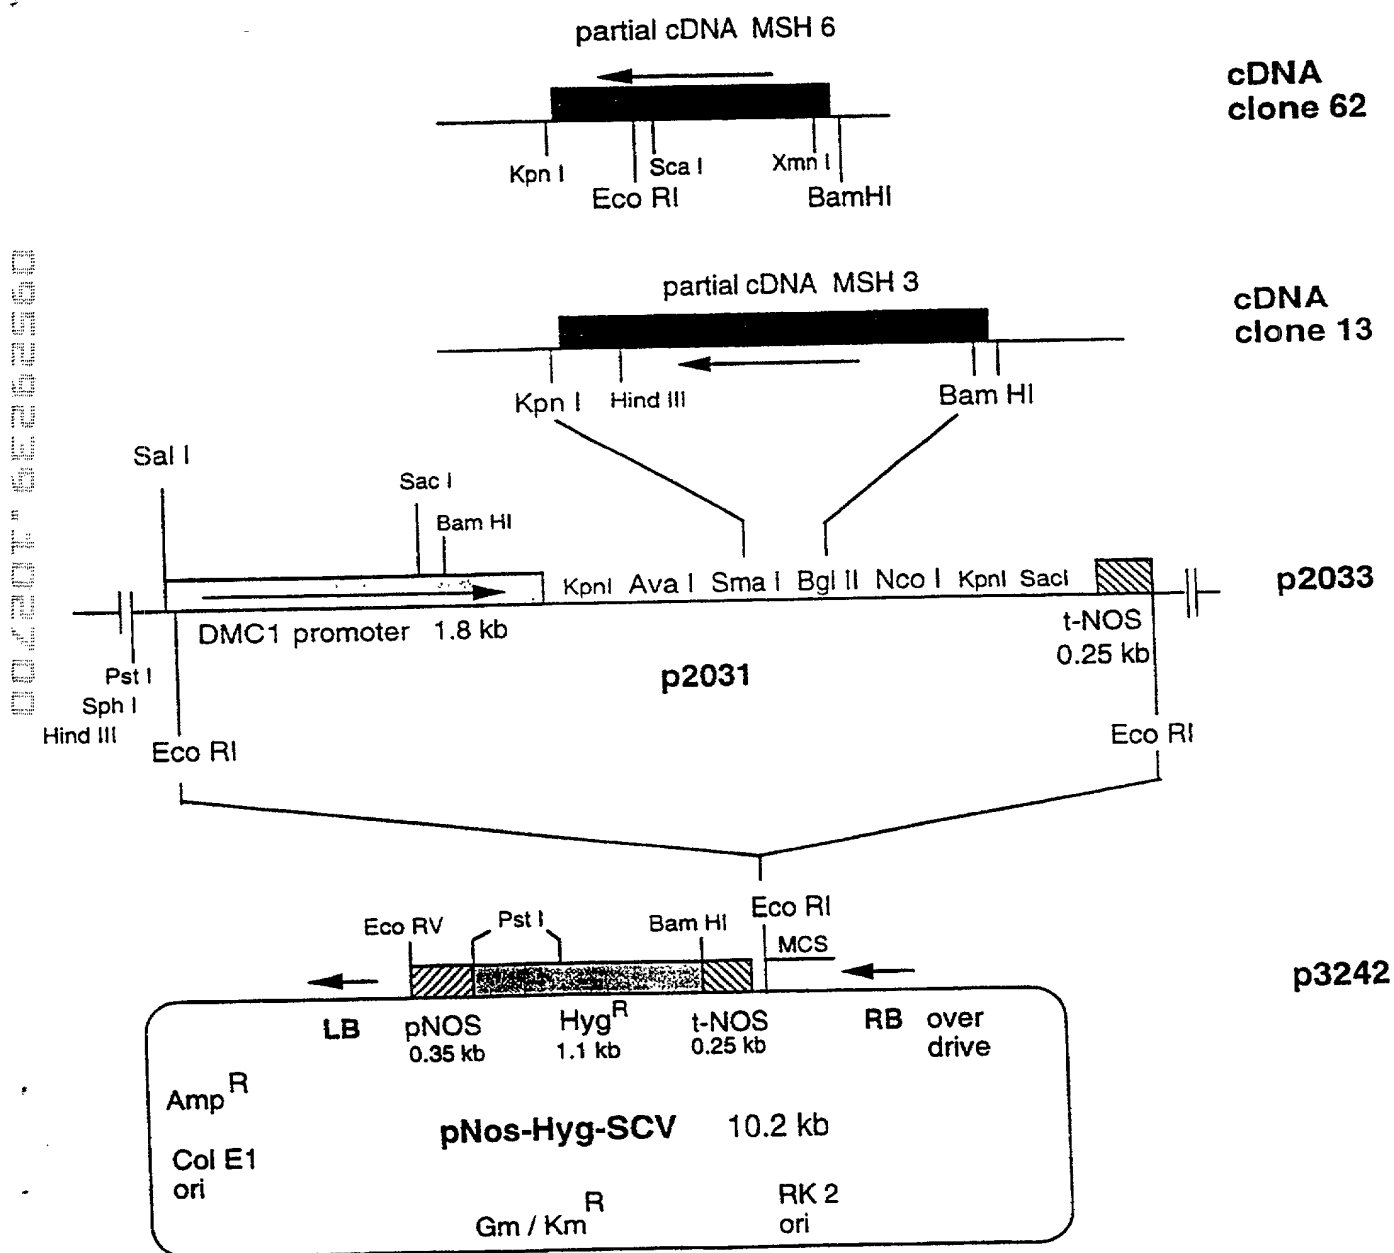 partial cDNA MSH 6
cDNA
clone 62
Kpn I
Sca I
Xmn I
Eco RI
BamHI
partial cDNA MSH 3
cDNA
clone 13
Kpn I
Hind III
Bam HI
Sal I
Sac I
Bam HI
KpnI Ava I Sma I Bgl II Nco I KpnI SacI
p2033
DMC1 promoter 1.8 kb
t-NOS
0.25 kb
p2031
Pst I
Sph I
Hind III
Eco RI
Eco RI
Eco RV
Pst I
Bam HI
Eco RI
MCS
p3242
LB
pNOS
0.35 kb
Hyg R
1.1 kb
t-NOS
0.25 kb
RB
over
drive
Amp R
pNos-Hyg-SCV 10.2 kb
Col E1
ori
Gm / Km R
RK 2
ori